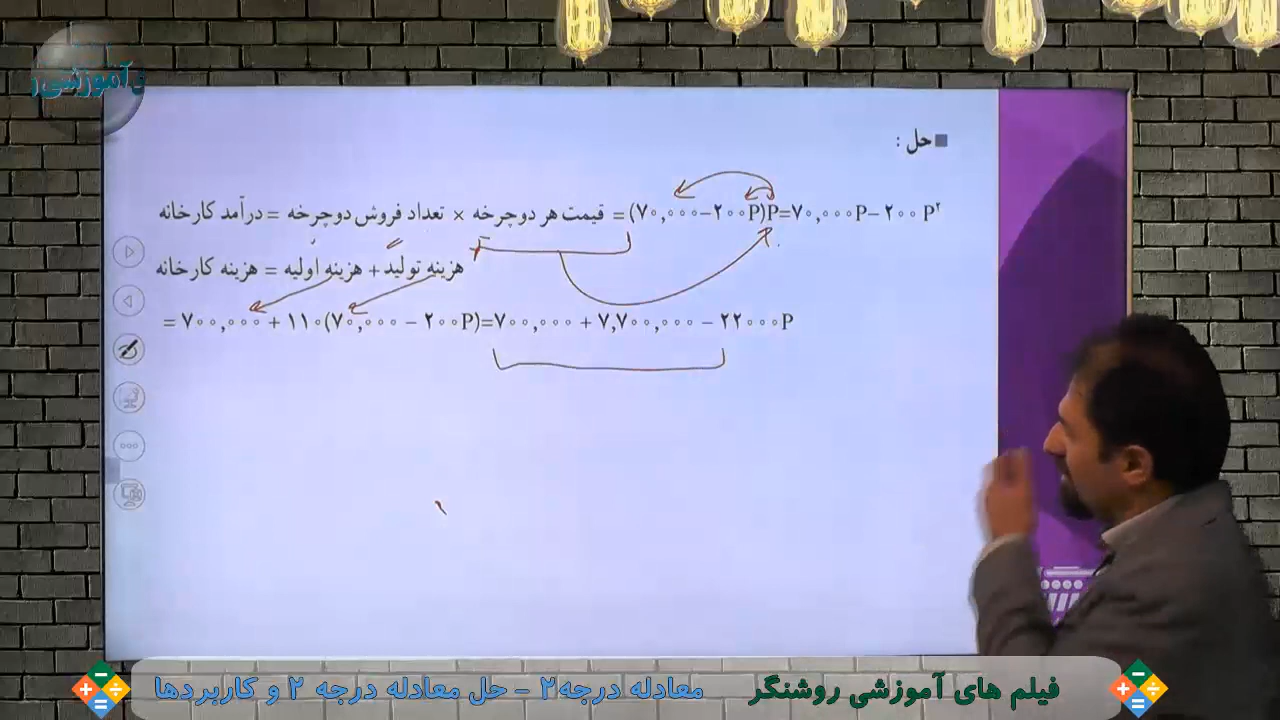 آموزشی
حل :
درآمد کارخانه = تعداد فروش دوچرخه × قیمت هر دوچرخه = (۷۰,۰۰۰−۲۰۰P)P=۷۰,۰۰۰P−۲۰۰P²
هزینه کارخانه = هزینه اولیه + هزینه تولید
= ۷۰۰,۰۰۰ + ۱۱۰(۷۰,۰۰۰ − ۲۰۰P)=۷۰۰,۰۰۰ + ۷,۷۰۰,۰۰۰ − ۲۲۰۰۰P
فیلم های آموزشی روشنگر معادله درجه۲ - حل معادله درجه ۲ و کاربردها